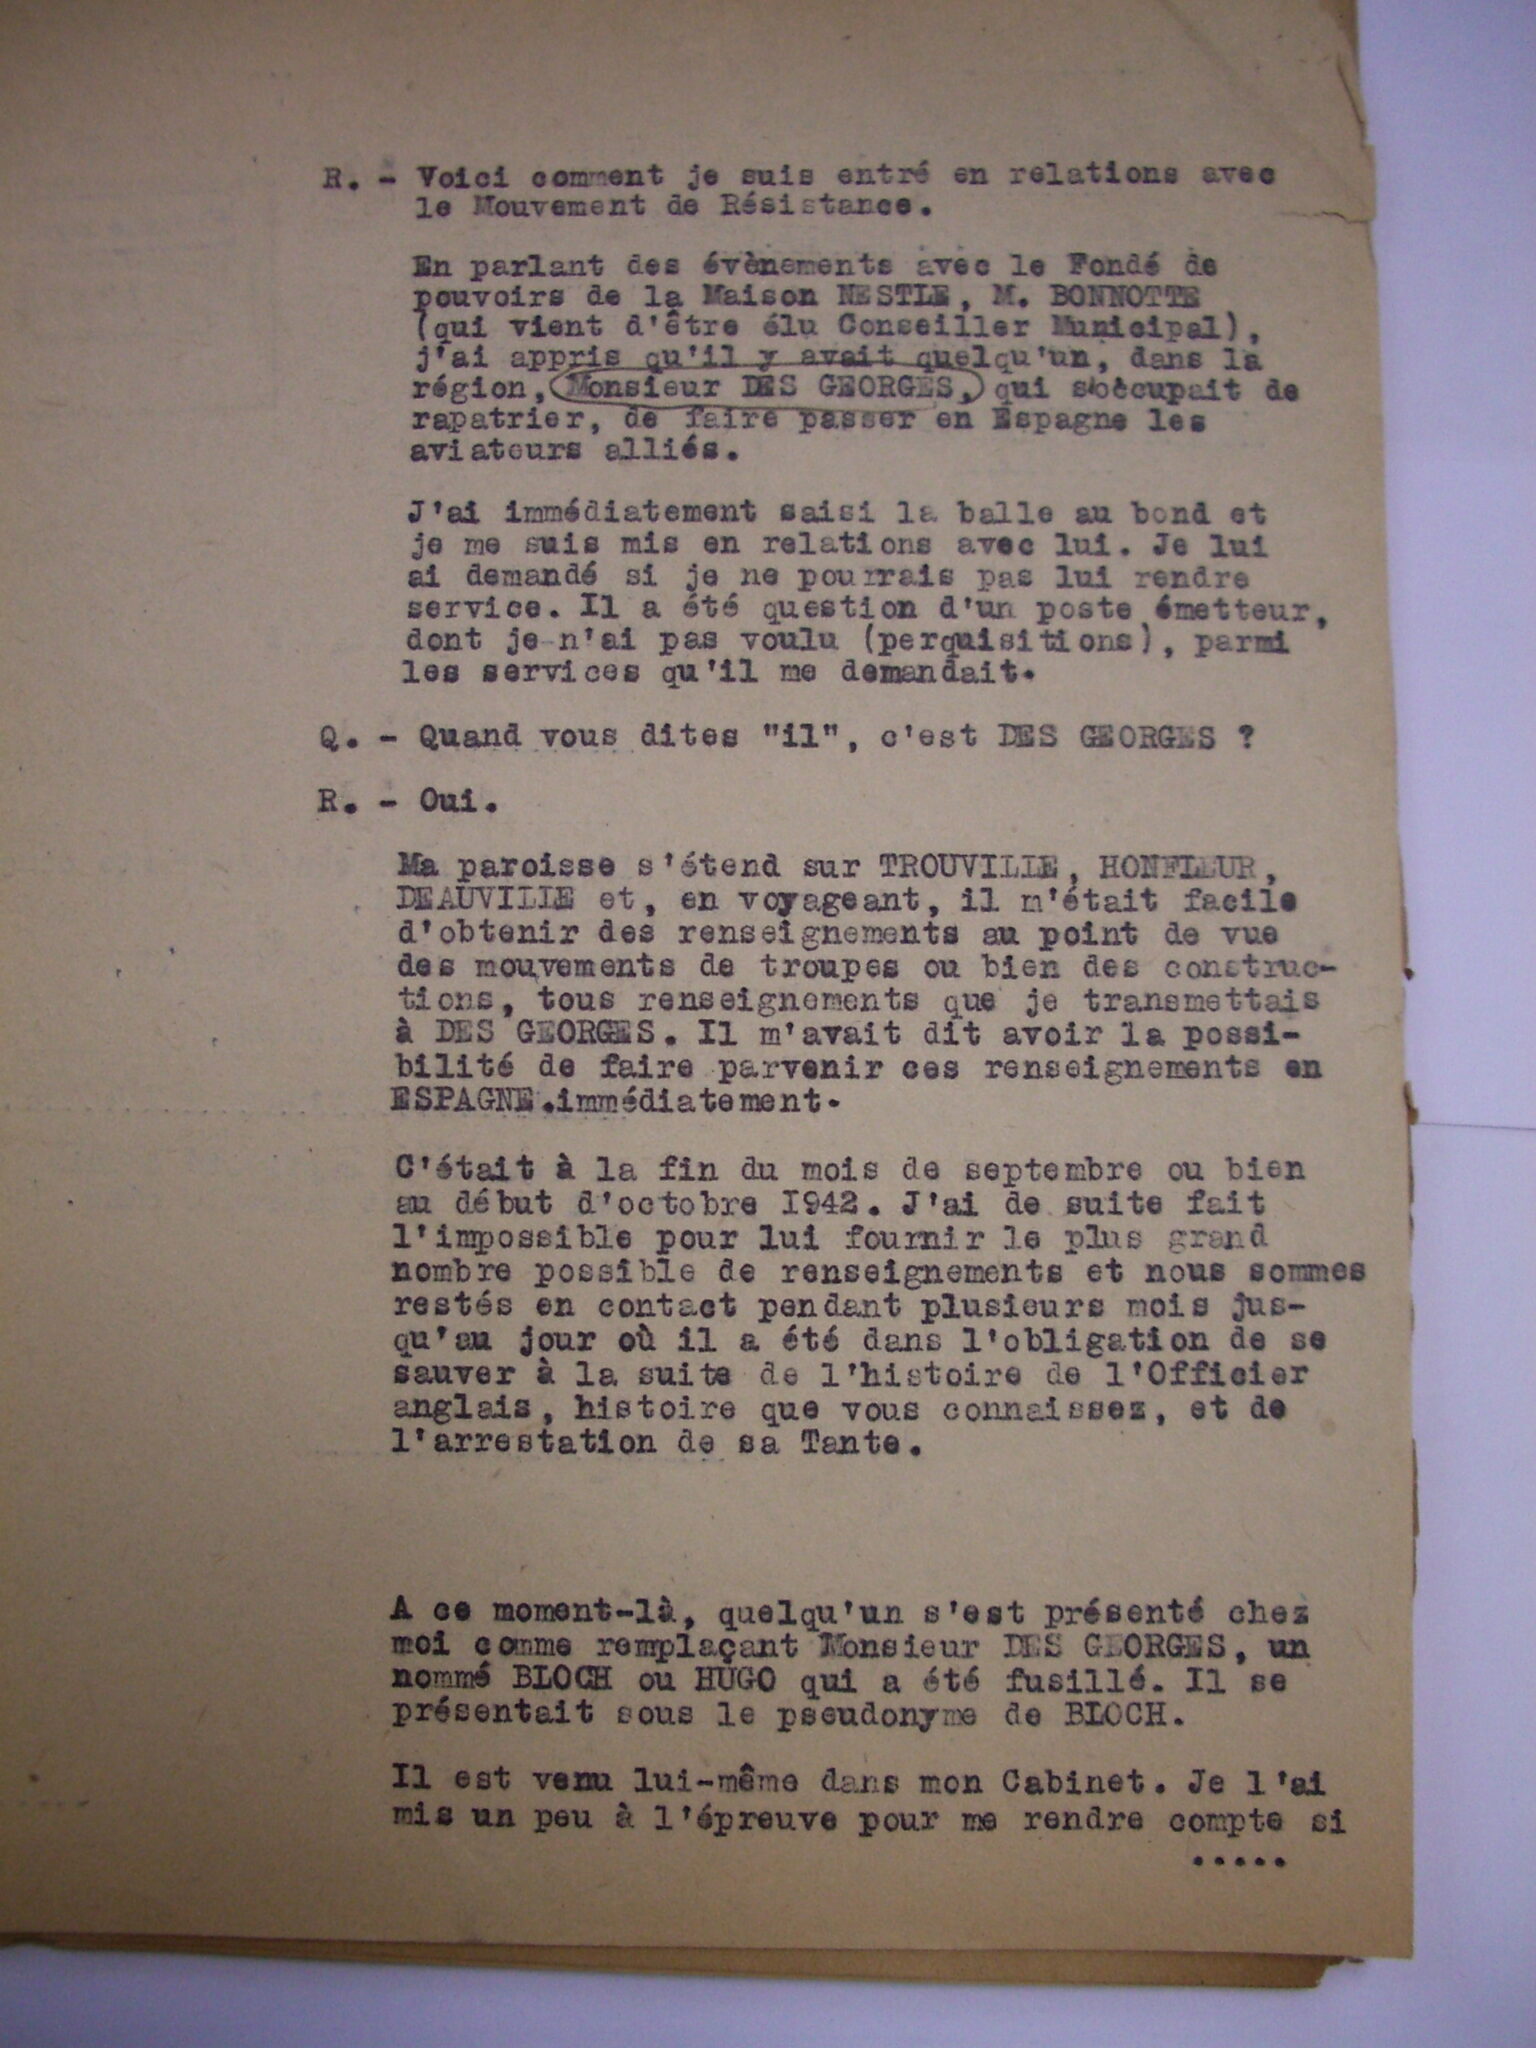 R. - Voici comment je suis entré en relations avec
le Mouvement de Résistance.
En parlant des évènements avec le Fondé de
pouvoirs de la Maison NESTLE, M. BONNOTTE
(qui vient d'être élu Conseiller Municipal),
j'ai appris qu'il y avait quelqu'un, dans la
région, Monsieur DES GEORGES, qui s'occupait de
rapatrier, de faire passer en Espagne les
aviateurs alliés.
J'ai immédiatement saisi la balle au bond et
je me suis mis en relations avec lui. Je lui
ai demandé si je ne pourrais pas lui rendre
service. Il a été question d'un poste émetteur,
dont je n'ai pas voulu (perquisitions), parmi
les services qu'il me demandait.
Q. - Quand vous dites "il", c'est DES GEORGES ?
R. - Oui.
Ma paroisse s'étend sur TROUVILLE, HONFLEUR,
DEAUVILLE et, en voyageant, il m'était facile
d'obtenir des renseignements au point de vue
des mouvements de troupes ou bien des construc-
tions, tous renseignements que je transmettais
à DES GEORGES. Il m'avait dit avoir la possi-
bilité de faire parvenir ces renseignements en
ESPAGNE.immédiatement.
C'était à la fin du mois de septembre ou bien
au début d'octobre 1942. J'ai de suite fait
l'impossible pour lui fournir le plus grand
nombre possible de renseignements et nous sommes
restés en contact pendant plusieurs mois jus-
qu'au jour où il a été dans l'obligation de se
sauver à la suite de l'histoire de l'Officier
anglais, histoire que vous connaissez, et de
l'arrestation de sa Tante.
A ce moment-là, quelqu'un s'est présenté chez
moi comme remplaçant Monsieur DES GEORGES, un
nommé BLOCH ou HUGO qui a été fusillé. Il se
présentait sous le pseudonyme de BLOCH.
Il est venu lui-même dans mon Cabinet. Je l'ai
mis un peu à l'épreuve pour me rendre compte si
.....